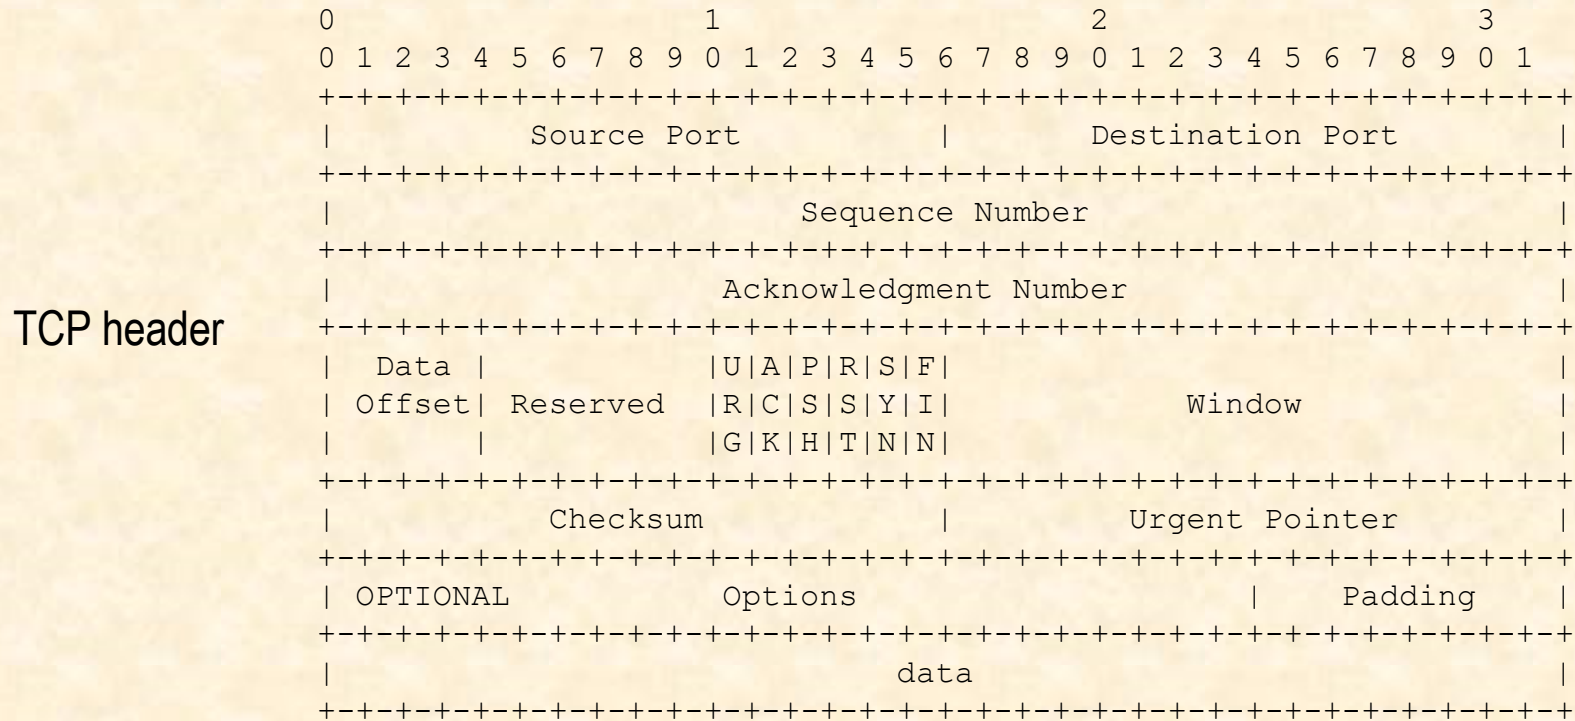 0                   1                   2                   3
0 1 2 3 4 5 6 7 8 9 0 1 2 3 4 5 6 7 8 9 0 1 2 3 4 5 6 7 8 9 0 1
+-+-+-+-+-+-+-+-+-+-+-+-+-+-+-+-+-+-+-+-+-+-+-+-+-+-+-+-+-+-+-+-+
|          Source Port          |       Destination Port        |
+-+-+-+-+-+-+-+-+-+-+-+-+-+-+-+-+-+-+-+-+-+-+-+-+-+-+-+-+-+-+-+-+
|                        Sequence Number                        |
+-+-+-+-+-+-+-+-+-+-+-+-+-+-+-+-+-+-+-+-+-+-+-+-+-+-+-+-+-+-+-+-+
|                    Acknowledgment Number                      |
TCP header
+-+-+-+-+-+-+-+-+-+-+-+-+-+-+-+-+-+-+-+-+-+-+-+-+-+-+-+-+-+-+-+-+
|  Data |           |U|A|P|R|S|F|                               |
| Offset| Reserved  |R|C|S|S|Y|I|            Window             |
|       |           |G|K|H|T|N|N|                               |
+-+-+-+-+-+-+-+-+-+-+-+-+-+-+-+-+-+-+-+-+-+-+-+-+-+-+-+-+-+-+-+-+
|           Checksum            |         Urgent Pointer        |
+-+-+-+-+-+-+-+-+-+-+-+-+-+-+-+-+-+-+-+-+-+-+-+-+-+-+-+-+-+-+-+-+
| OPTIONAL           Options                    |    Padding    |
+-+-+-+-+-+-+-+-+-+-+-+-+-+-+-+-+-+-+-+-+-+-+-+-+-+-+-+-+-+-+-+-+
|                             data                              |
+-+-+-+-+-+-+-+-+-+-+-+-+-+-+-+-+-+-+-+-+-+-+-+-+-+-+-+-+-+-+-+-+